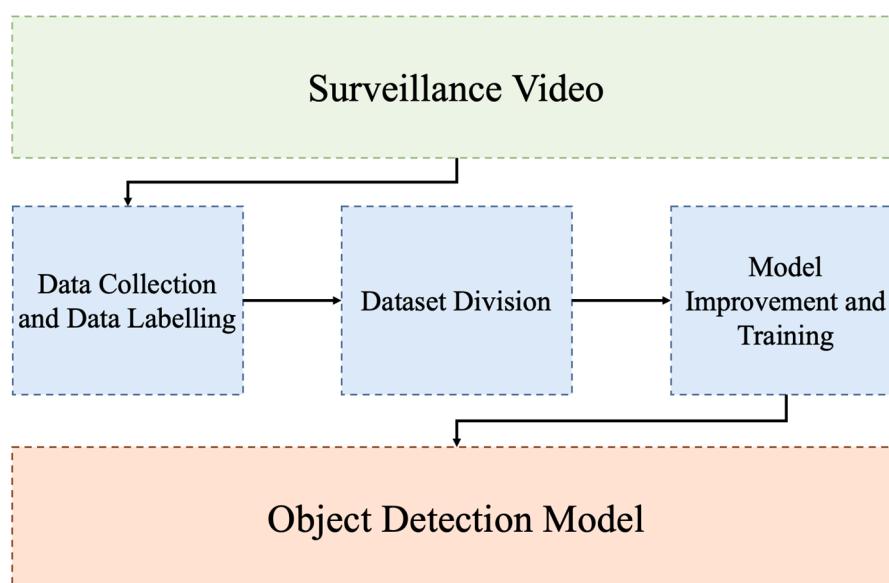 Surveillance Video
Data Collection
and Data Labelling
Dataset Division
Model
Improvement and
Training
Object Detection Model